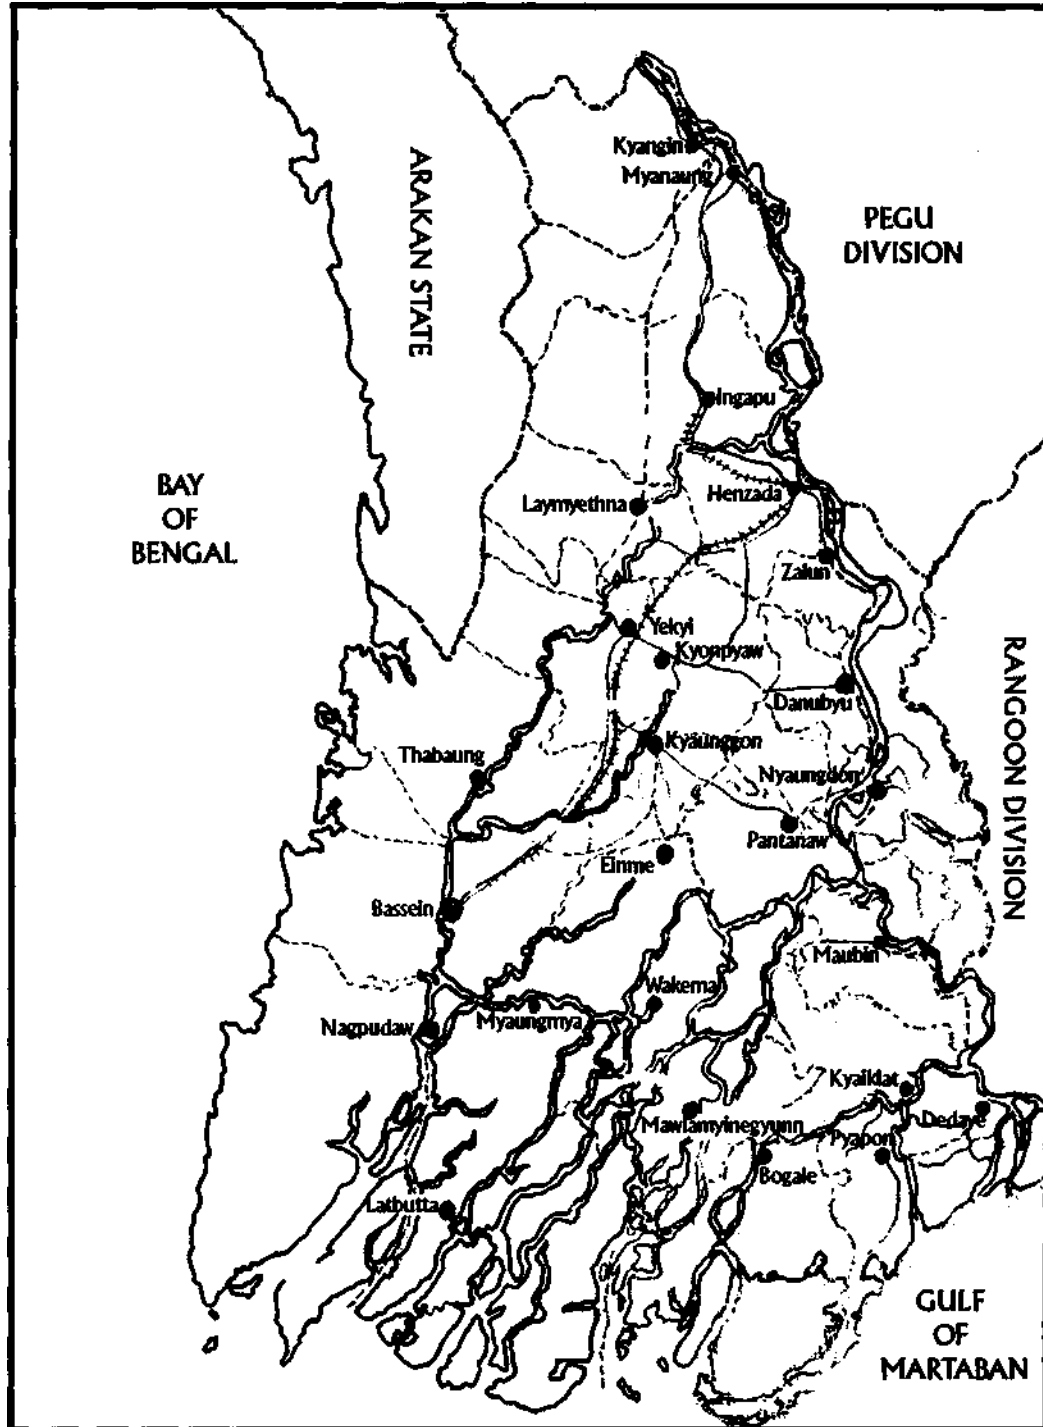 Kyangin
Myanaung
ARAKAN STATE
PEGU
DIVISION
Ingapu
BAY
OF
BENGAL
Henzada
Laymyethna
Zalun
Yekyi
Kyonpyaw
RANGOON DIVISION
Danubyu
Kyaunggon
Thabaung
Nyaungdon
Pantanaw
Einme
Bassein
Maubin
Wakema
Nagpudaw
Myaungmya
Kyaiklat
Dedaye
Mawlamyinegyunn
Pyapon
Bogale
Latbutta
GULF
OF
MARTABAN